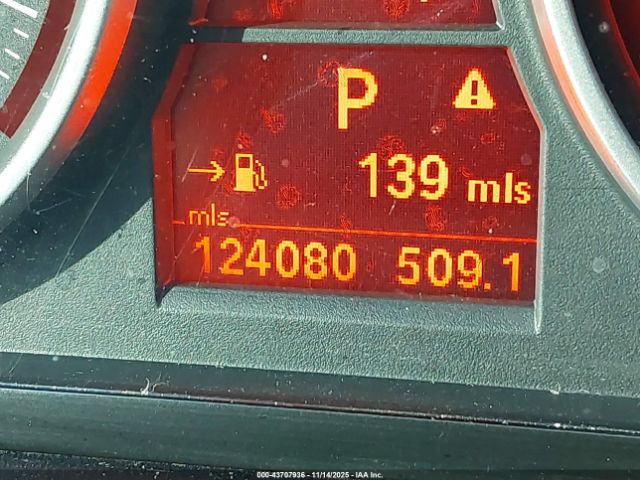 P
139 mls
mls
124080 509.1
000-43707936 - 11/14/2025 - IAA Inc.